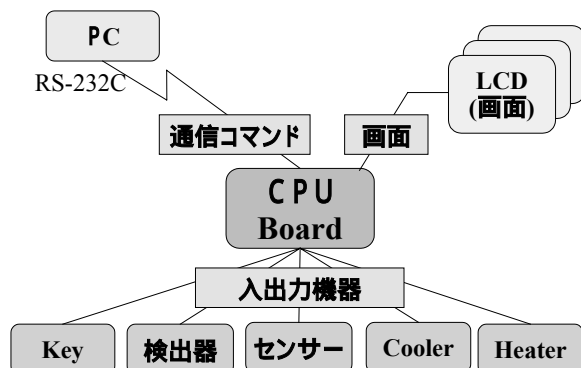 PC
RS-232C
LCD
(画面)
通信コマンド
画面
CPU
Board
入出力機器
Key
検出器
センサー
Cooler
Heater